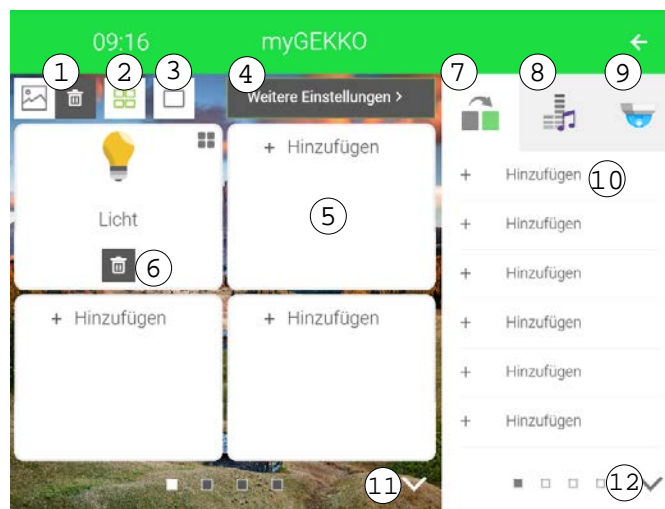 09:16 myGEKKO
1 2 3 4 7 8 9
Weitere Einstellungen >
+ Hinzufügen
5
Licht
6
+ Hinzufügen
+ Hinzufügen
+ Hinzufügen 10
+ Hinzufügen
+ Hinzufügen
+ Hinzufügen
+ Hinzufügen
+ Hinzufügen
11
12